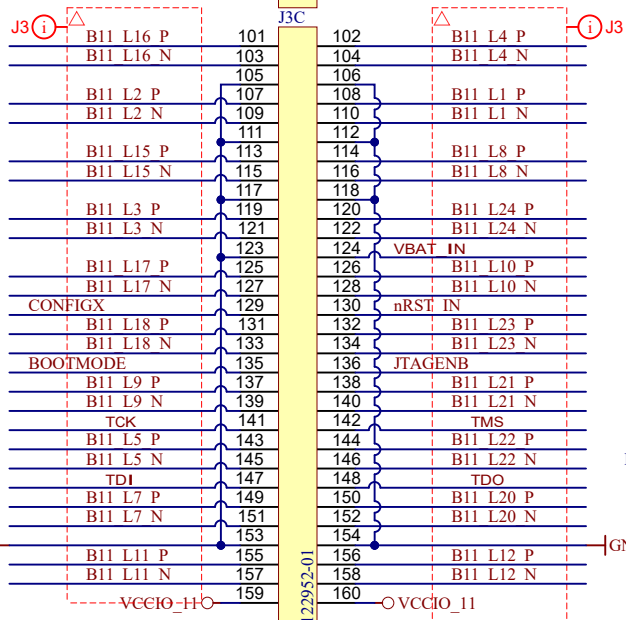 J3C
J3 i i J3
B11_L16_P 101 102 B11_L4_P
B11_L16_N 103 104 B11_L4_N
105 106
B11_L2_P 107 108 B11_L1_P
B11_L2_N 109 110 B11_L1_N
111 112
B11_L15_P 113 114 B11_L8_P
B11_L15_N 115 116 B11_L8_N
117 118
B11_L3_P 119 120 B11_L24_P
B11_L3_N 121 122 B11_L24_N
123 124 VBAT_IN
B11_L17_P 125 126 B11_L10_P
B11_L17_N 127 128 B11_L10_N
CONFIGX 129 130 nRST_IN
B11_L18_P 131 132 B11_L23_P
B11_L18_N 133 134 B11_L23_N
BOOTMODE 135 136 JTAGENB
B11_L9_P 137 138 B11_L21_P
B11_L9_N 139 140 B11_L21_N
TCK 141 142 TMS
B11_L5_P 143 144 B11_L22_P
B11_L5_N 145 146 B11_L22_N
TDI 147 148 TDO
B11_L7_P 149 150 B11_L20_P
B11_L7_N 151 152 B11_L20_N
153 154
B11_L11_P 155 156 B11_L12_P
B11_L11_N 157 158 B11_L12_N
VCCIO_11 159 160 VCCIO_11
122952-01